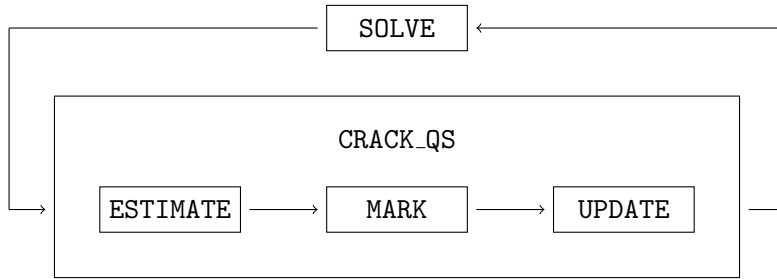 SOLVE
CRACK_QS
ESTIMATE
MARK
UPDATE